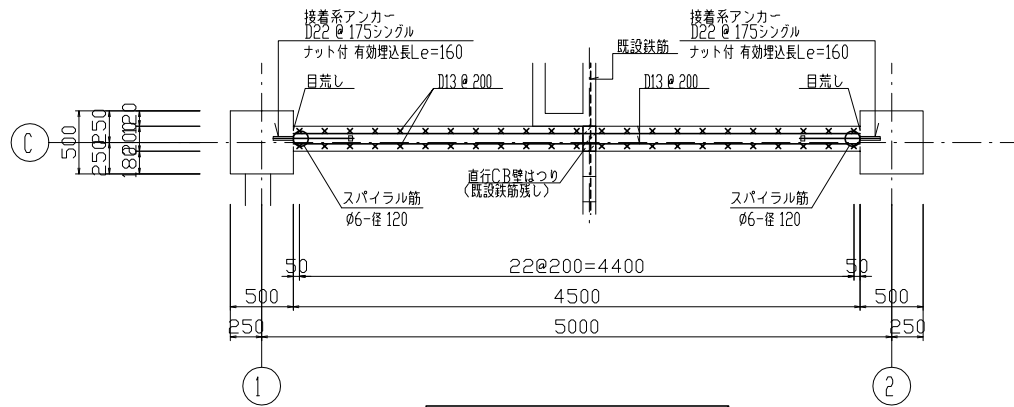 接着系アンカー
D22 @ 175シングル
ナット付 有効埋込長Le=160
既設鉄筋
接着系アンカー
D22 @ 175シングル
ナット付 有効埋込長Le=160
目荒し
D13 @ 200
D13 @ 200
目荒し
C
500
250
250
120
200
180
直行CB壁はつり
(既設鉄筋残し)
スパイラル筋
Ø6-径 120
スパイラル筋
Ø6-径 120
50
22@200=4400
50
500
4500
500
250
5000
250
1
2